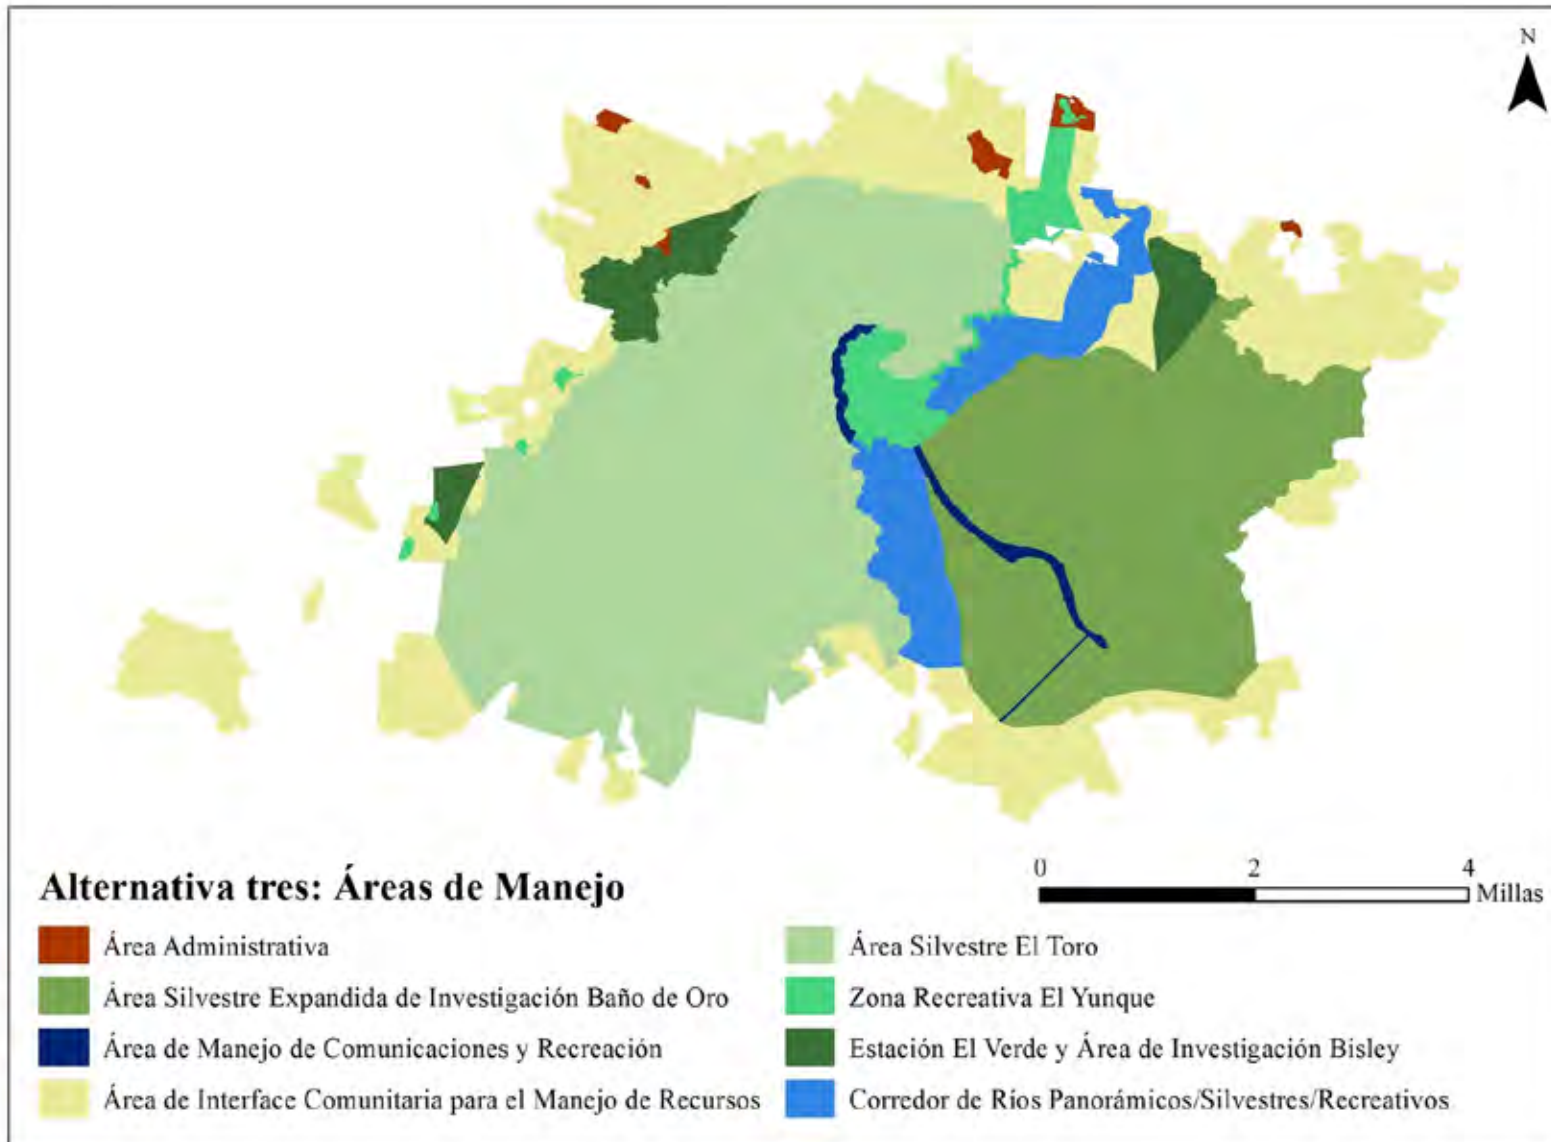 N
0 2 4
Millas
Alternativa tres: Áreas de Manejo
Área Administrativa
Área Silvestre Expandida de Investigación Baño de Oro
Área de Manejo de Comunicaciones y Recreación
Área de Interface Comunitaria para el Manejo de Recursos
Área Silvestre El Toro
Zona Recreativa El Yunque
Estación El Verde y Área de Investigación Bisley
Corredor de Ríos Panorámicos/Silvestres/Recreativos